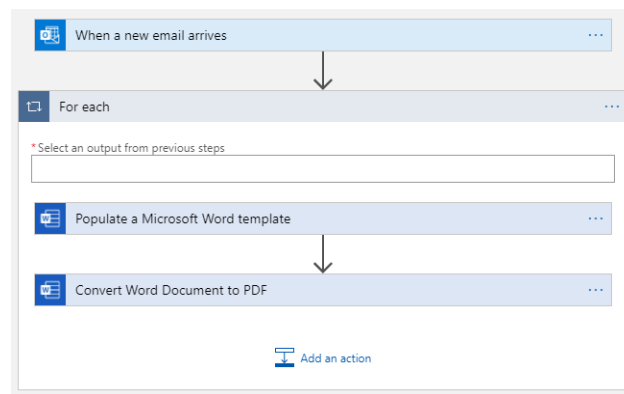 When a new email arrives
...
For each
...
*Select an output from previous steps
Populate a Microsoft Word template
...
Convert Word Document to PDF
...
Add an action